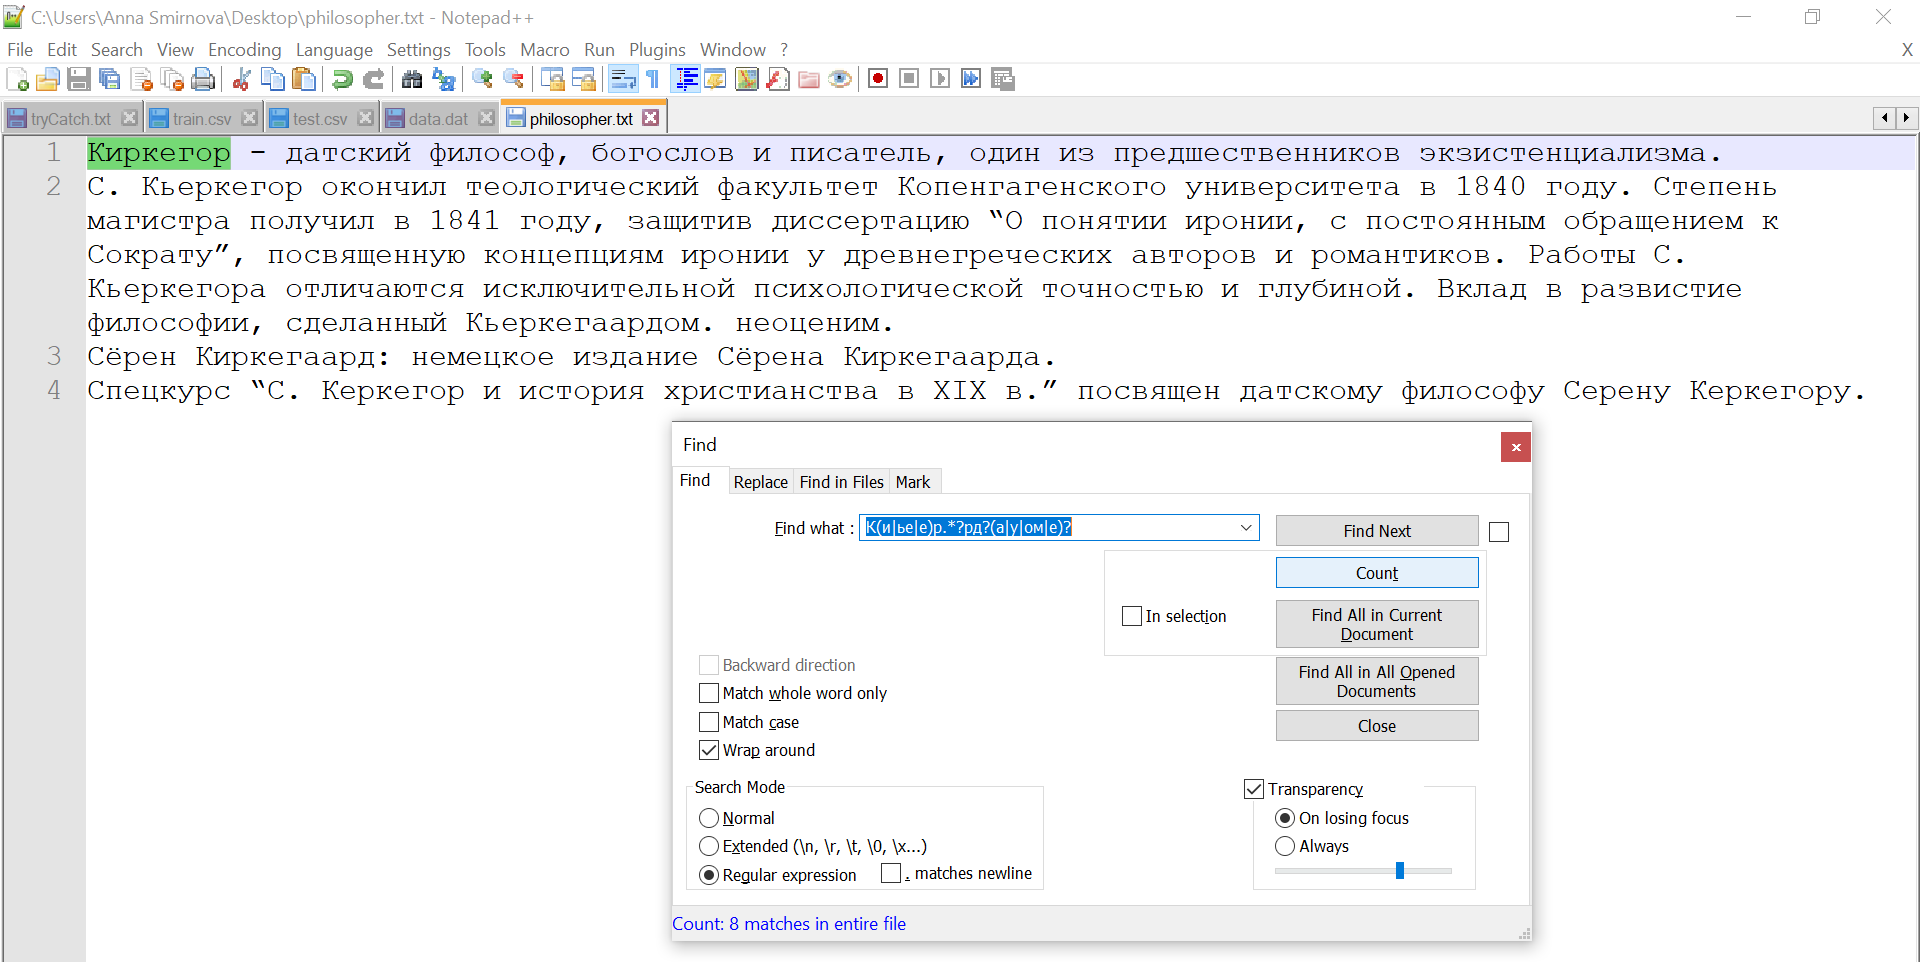 C:\Users\Anna Smirnova\Desktop\philosopher.txt - Notepad++
File Edit Search View Encoding Language Settings Tools Macro Run Plugins Window ? X
tryCatch.txt train.csv test.csv data.dat philosopher.txt
1 Киркегор - датский философ, богослов и писатель, один из предшественников экзистенциализма.
2 С. Кьеркегор окончил теологический факультет Копенгагенского университета в 1840 году. Степень
магистра получил в 1841 году, защитив диссертацию “О понятии иронии, с постоянным обращением к
Сократу”, посвященную концепциям иронии у древнегреческих авторов и романтиков. Работы С.
Кьеркегора отличаются исключительной психологической точностью и глубиной. Вклад в развистие
философии, сделанный Кьеркегаардом. неоценим.
3 Сёрен Киркегаард: немецкое издание Сёрена Киркегаарда.
4 Спецкурс “С. Керкегор и история христианства в XIX в.” посвящен датскому философу Серену Керкегору.
Find
Find Replace Find in Files Mark
Find what : К(и|ье|е)р.*?рд?(а|у|ом|е)? Find Next
Count
In selection Find All in Current
Document
Backward direction Find All in All Opened
Documents
Match whole word only
Match case Close
Wrap around
Search Mode Transparency
Normal On losing focus
Extended (\n, \r, \t, \0, \x...) Always
Regular expression . matches newline
Count: 8 matches in entire file